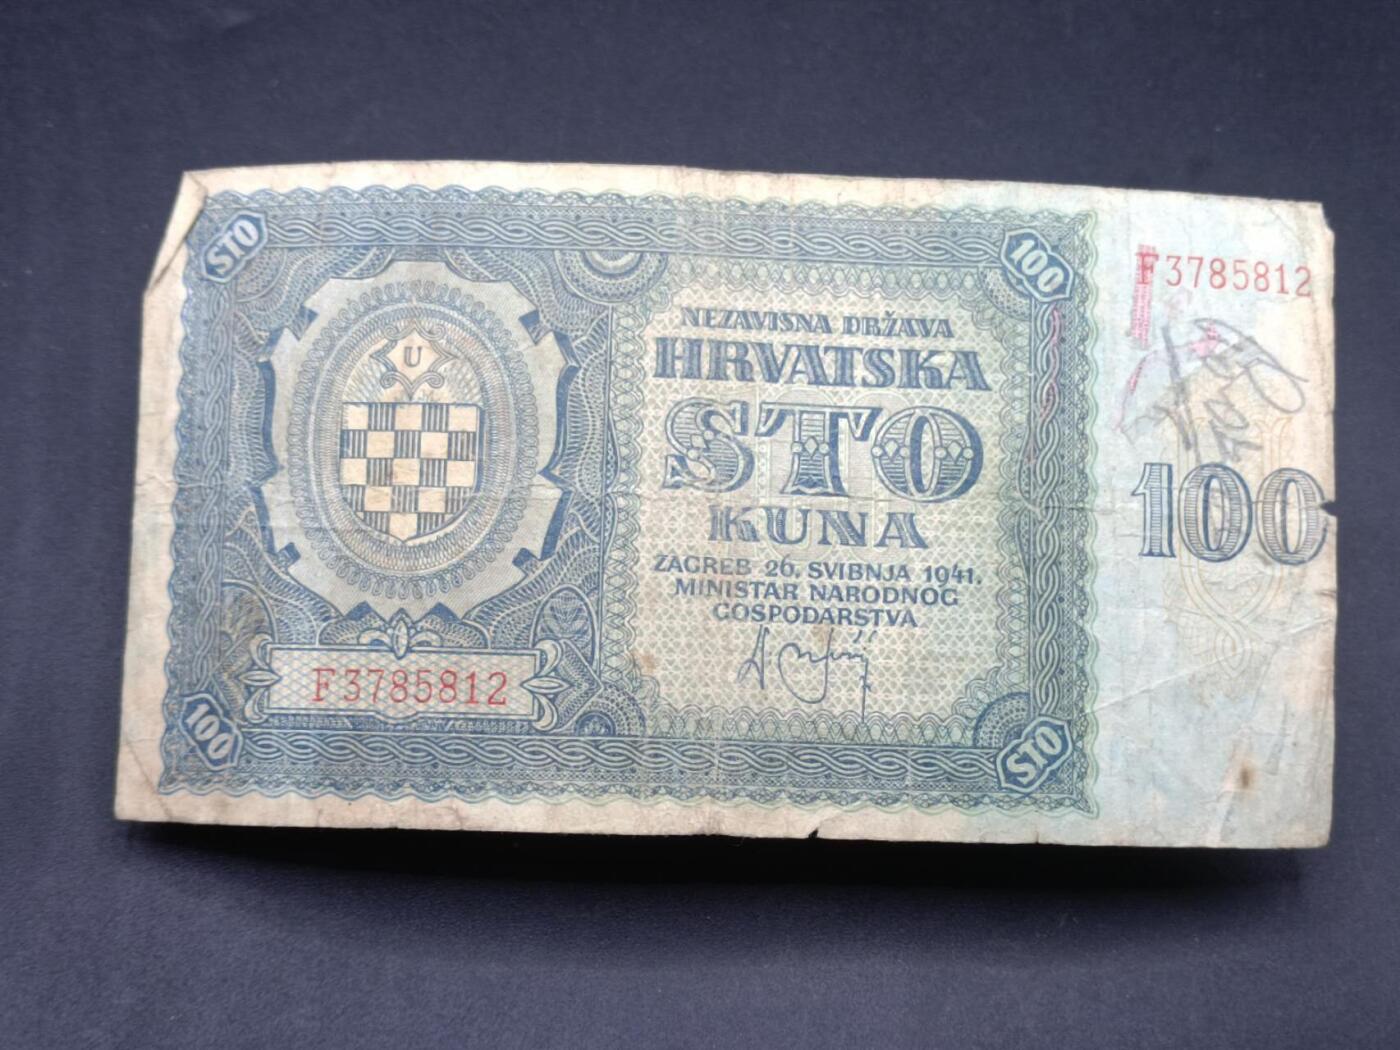 STO
100
F3785812
U
NEZAVISNA DRŽAVA
HRVATSKA
STO
KUNA
ZAGREB 26. SVIBNJA 1941.
MINISTAR NARODNOG
GOSPODARSTVA
100
F3785812
100
STO